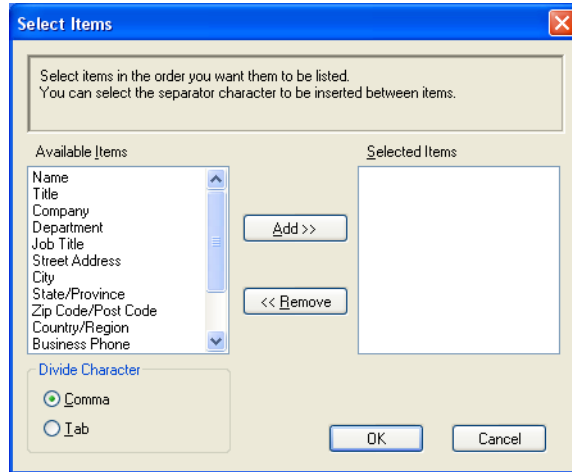 Select Items
Select items in the order you want them to be listed.
You can select the separator character to be inserted between items.
Available Items
Selected Items
Name
Title
Company
Department
Job Title
Street Address
City
State/Province
Zip Code/Post Code
Country/Region
Business Phone
Add >>
<< Remove
Divide Character
Comma
Tab
OK
Cancel